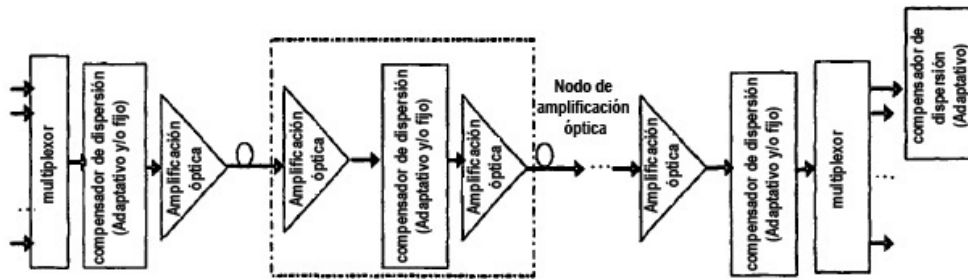 multiplexor
compensador de dispersión
(Adaptativo y/o fijo)
Amplificación
óptica
Amplificación
óptica
compensador de dispersión
(Adaptativo y/o fijo)
Amplificación
óptica
Nodo de
amplificación
óptica
Amplificación
óptica
compensador de dispersión
(Adaptativo y/o fijo)
multiplexor
compensador de
dispersión
(Adaptativo)